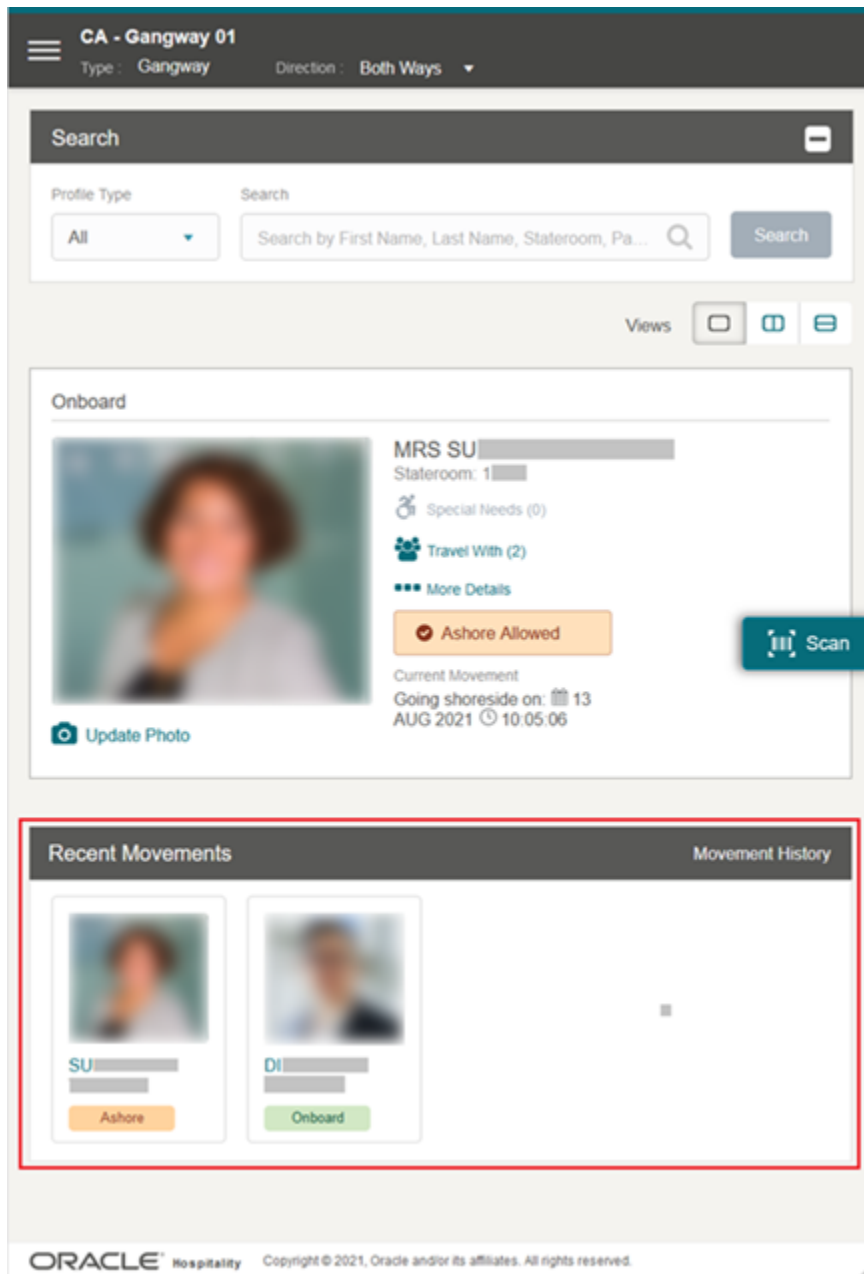 CA - Gangway 01
Type : Gangway Direction : Both Ways
Search
Profile Type Search
All Search by First Name, Last Name, Stateroom, Pa... Search
Views
Onboard
MRS SU
Stateroom: 1
Special Needs (0)
Travel With (2)
More Details
Ashore Allowed
Scan
Current Movement
Going shoreside on: 13
AUG 2021 10:05:06
Update Photo
Recent Movements Movement History
SU DI
Ashore Onboard
ORACLE Hospitality Copyright © 2021, Oracle and/or its affiliates. All rights reserved.